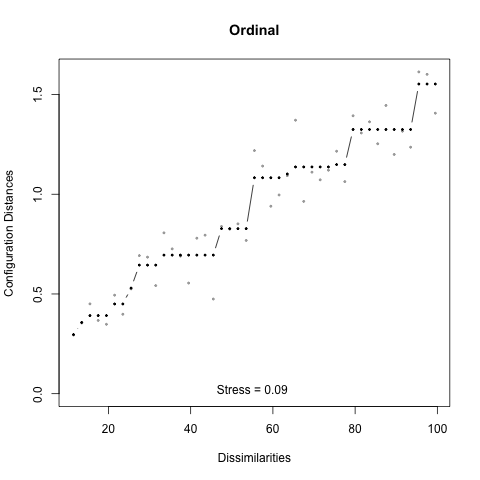 Ordinal
Configuration Distances
1.5
1.0
0.5
0.0
Stress = 0.09
20 40 60 80 100
Dissimilarities